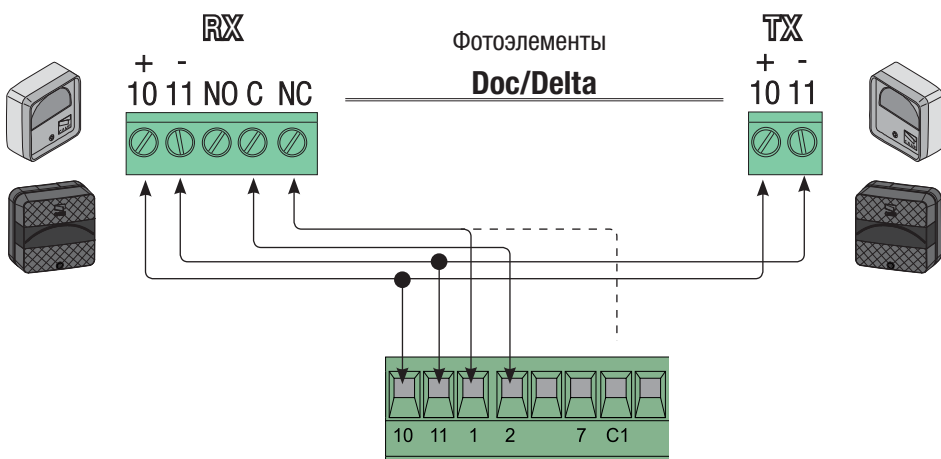 RX
Фотоэлементы
TX
+ -
Doc/Delta
+ -
10 11 NO C NC
10 11
10 11 1 2 7 C1